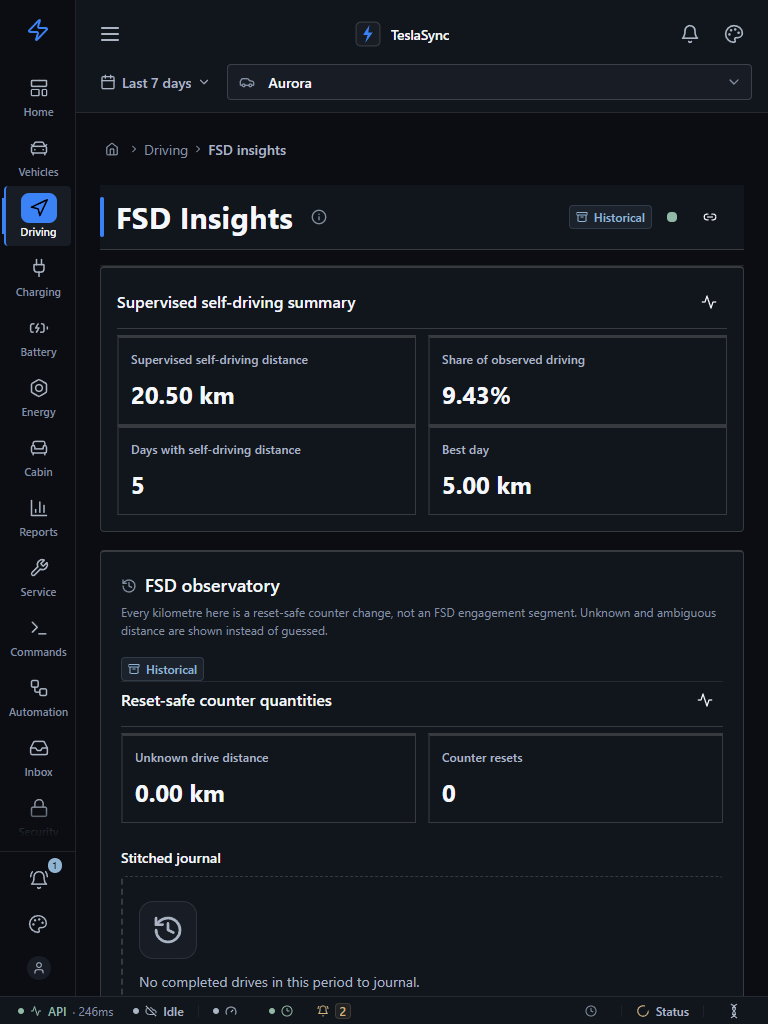 TeslaSync
Last 7 days
Aurora
Home
Vehicles
Driving
Charging
Battery
Energy
Cabin
Reports
Service
Commands
Automation
Inbox
Security
1
Driving
FSD insights
FSD Insights
Historical
Supervised self-driving summary
Supervised self-driving distance
20.50 km
Share of observed driving
9.43%
Days with self-driving distance
5
Best day
5.00 km
FSD observatory
Every kilometre here is a reset-safe counter change, not an FSD engagement segment. Unknown and ambiguous
distance are shown instead of guessed.
Historical
Reset-safe counter quantities
Unknown drive distance
0.00 km
Counter resets
0
Stitched journal
No completed drives in this period to journal.
API · 246ms
Idle
2
Status